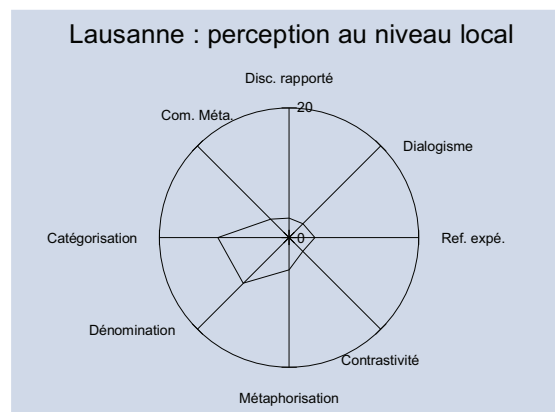 Lausanne : perception au niveau local
Disc. rapporté
20
Com. Méta.
Dialogisme
Catégorisation
0
Ref. expé.
Dénomination
Contrastivité
Métaphorisation